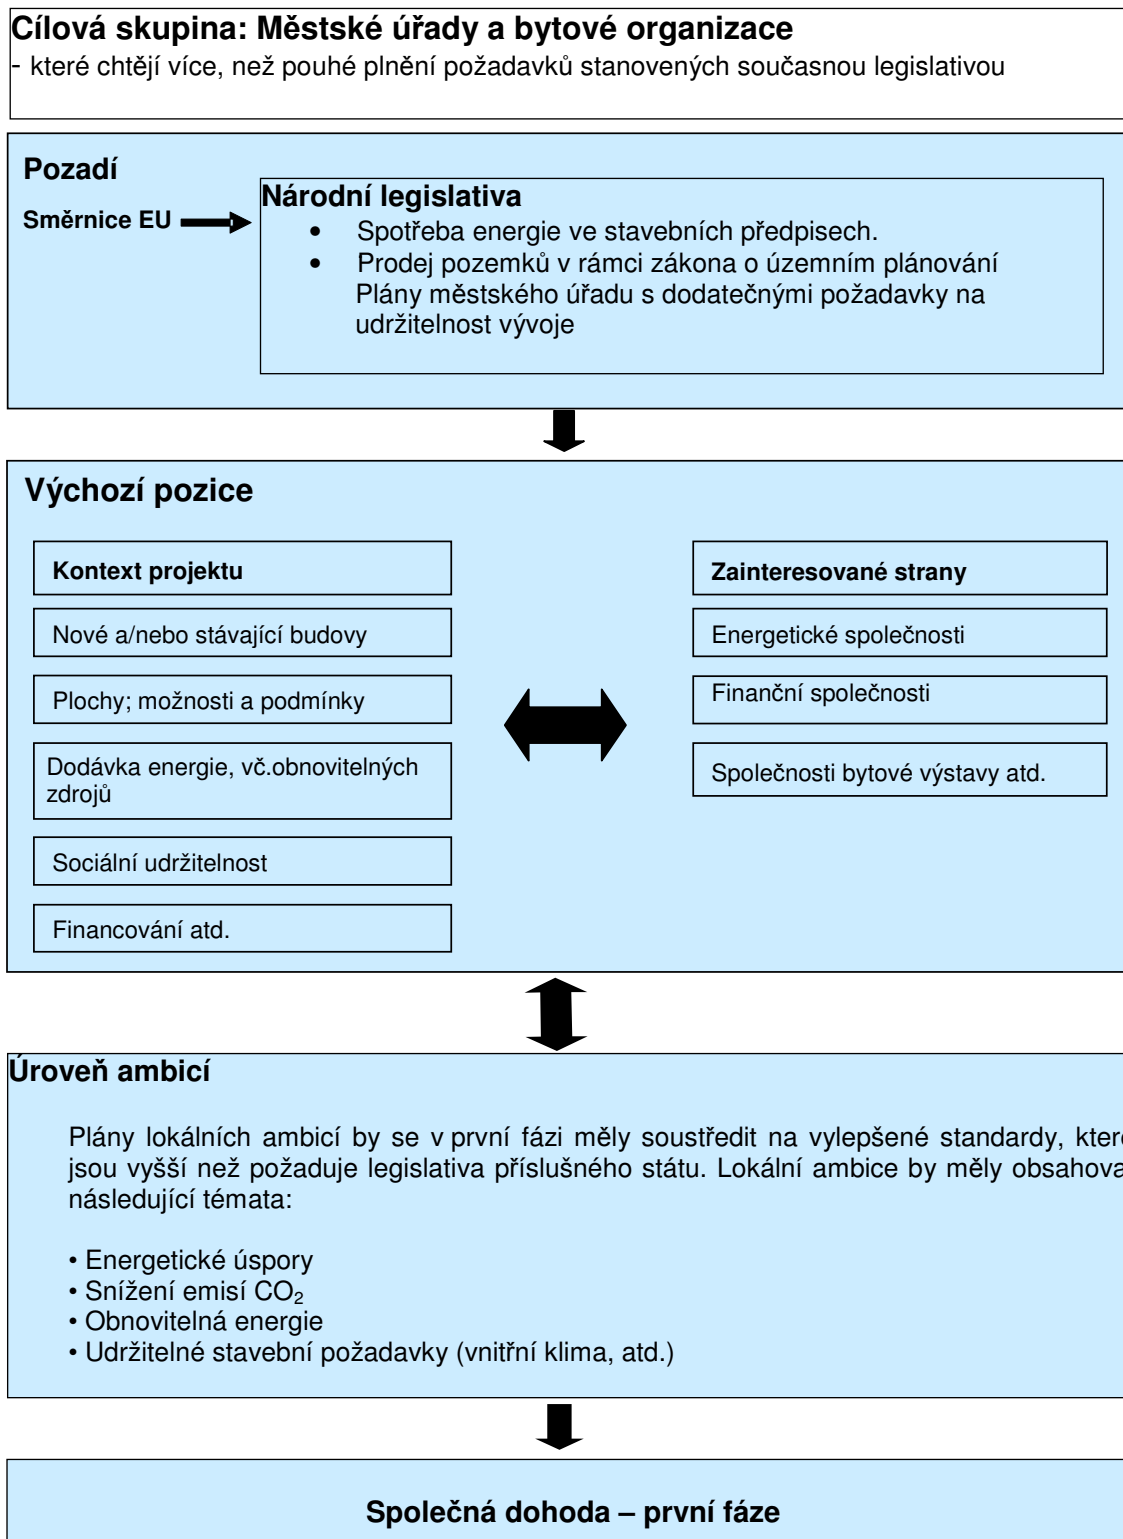 Cílová skupina: Městské úřady a bytové organizace
- které chtějí více, než pouhé plnění požadavků stanovených současnou legislativou
Pozadí
Směrnice EU
Národní legislativa
• Spotřeba energie ve stavebních předpisech.
• Prodej pozemků v rámci zákona o územním plánování
Plány městského úřadu s dodatečnými požadavky na
udržitelnost vývoje
Výchozí pozice
Kontext projektu
Nové a/nebo stávající budovy
Plochy; možnosti a podmínky
Dodávka energie, vč.obnovitelných
zdrojů
Sociální udržitelnost
Financování atd.
Zainteresované strany
Energetické společnosti
Finanční společnosti
Společnosti bytové výstavy atd.
Úroveň ambicí
Plány lokálních ambicí by se v první fázi měly soustředit na vylepšené standardy, kter
jsou vyšší než požaduje legislativa příslušného státu. Lokální ambice by měly obsahova
následující témata:
• Energetické úspory
• Snížení emisí CO₂
• Obnovitelná energie
• Udržitelné stavební požadavky (vnitřní klima, atd.)
Společná dohoda – první fáze